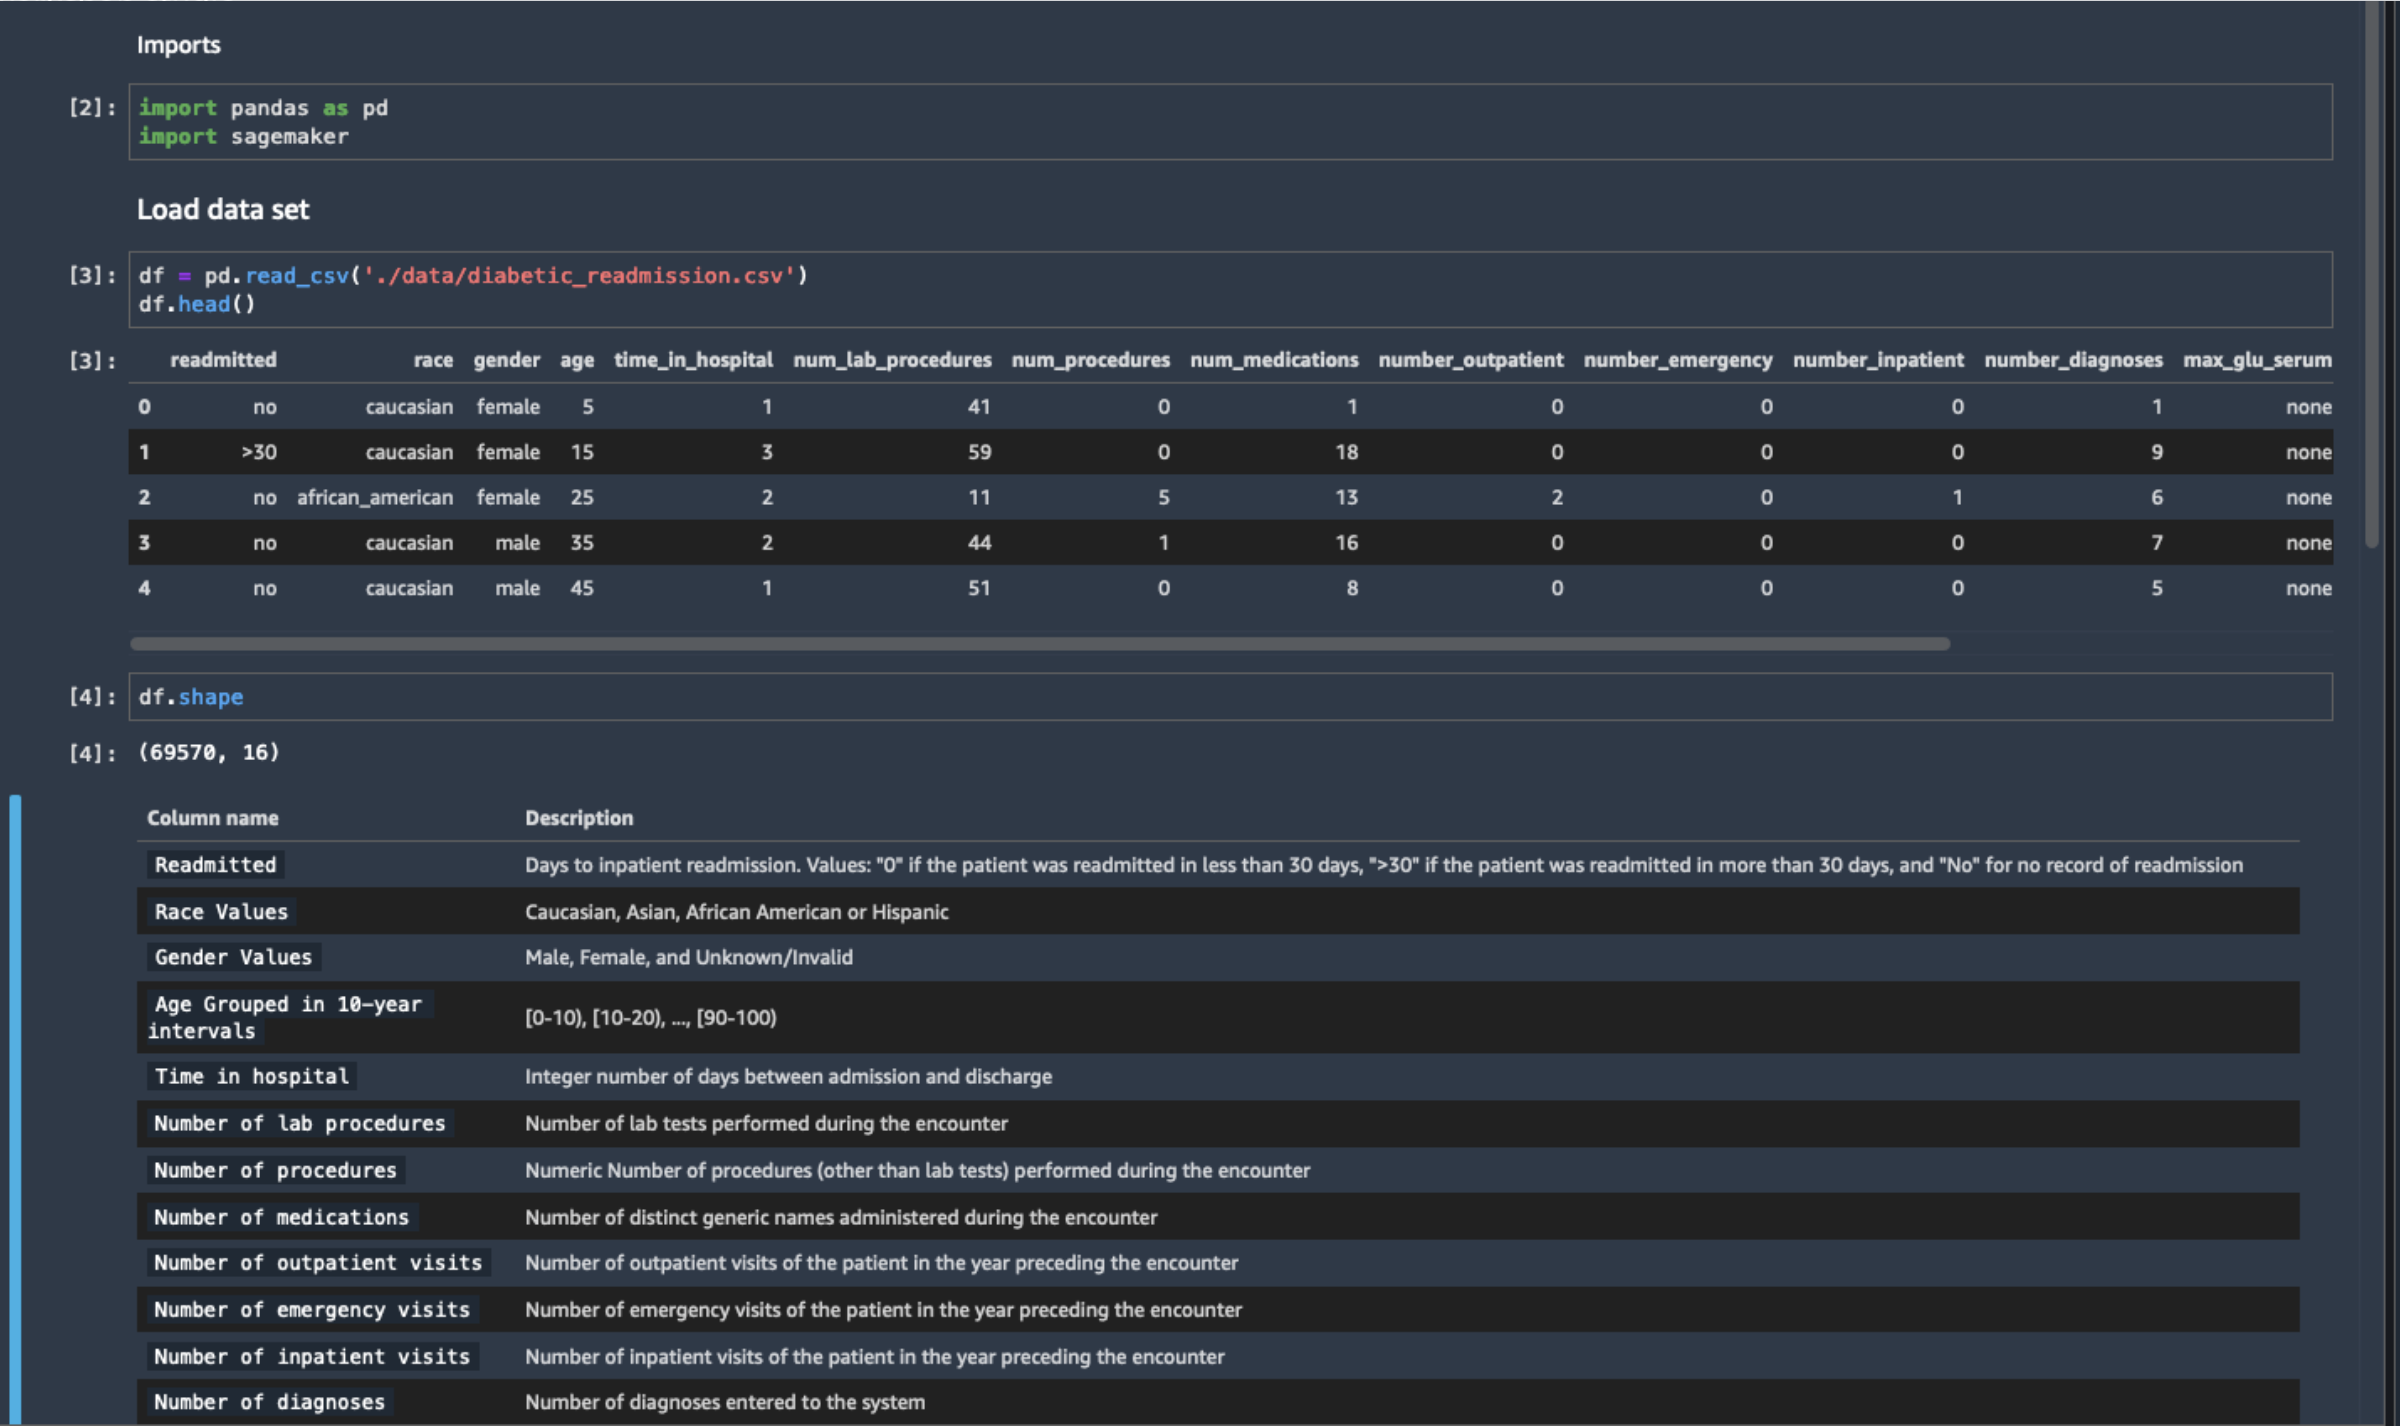 Imports
[2]: import pandas as pd
import sagemaker
Load data set
[3]: df = pd.read_csv('./data/diabetic_readmission.csv')
df.head()
[3]: readmitted race gender age time_in_hospital num_lab_procedures num_procedures num_medications number_outpatient number_emergency number_inpatient number_diagnoses max_glu_serum
0 no caucasian female 5 1 41 0 1 0 0 0 1 none
1 >30 caucasian female 15 3 59 0 18 0 0 0 9 none
2 no african_american female 25 2 11 5 13 2 0 1 6 none
3 no caucasian male 35 2 44 1 16 0 0 0 7 none
4 no caucasian male 45 1 51 0 8 0 0 0 5 none
[4]: df.shape
[4]: (69570, 16)
Column name Description
Readmitted Days to inpatient readmission. Values: "0" if the patient was readmitted in less than 30 days, ">30" if the patient was readmitted in more than 30 days, and "No" for no record of readmission
Race Values Caucasian, Asian, African American or Hispanic
Gender Values Male, Female, and Unknown/Invalid
Age Grouped in 10-year
intervals [0-10), [10-20), ..., [90-100)
Time in hospital Integer number of days between admission and discharge
Number of lab procedures Number of lab tests performed during the encounter
Number of procedures Numeric Number of procedures (other than lab tests) performed during the encounter
Number of medications Number of distinct generic names administered during the encounter
Number of outpatient visits Number of outpatient visits of the patient in the year preceding the encounter
Number of emergency visits Number of emergency visits of the patient in the year preceding the encounter
Number of inpatient visits Number of inpatient visits of the patient in the year preceding the encounter
Number of diagnoses Number of diagnoses entered to the system